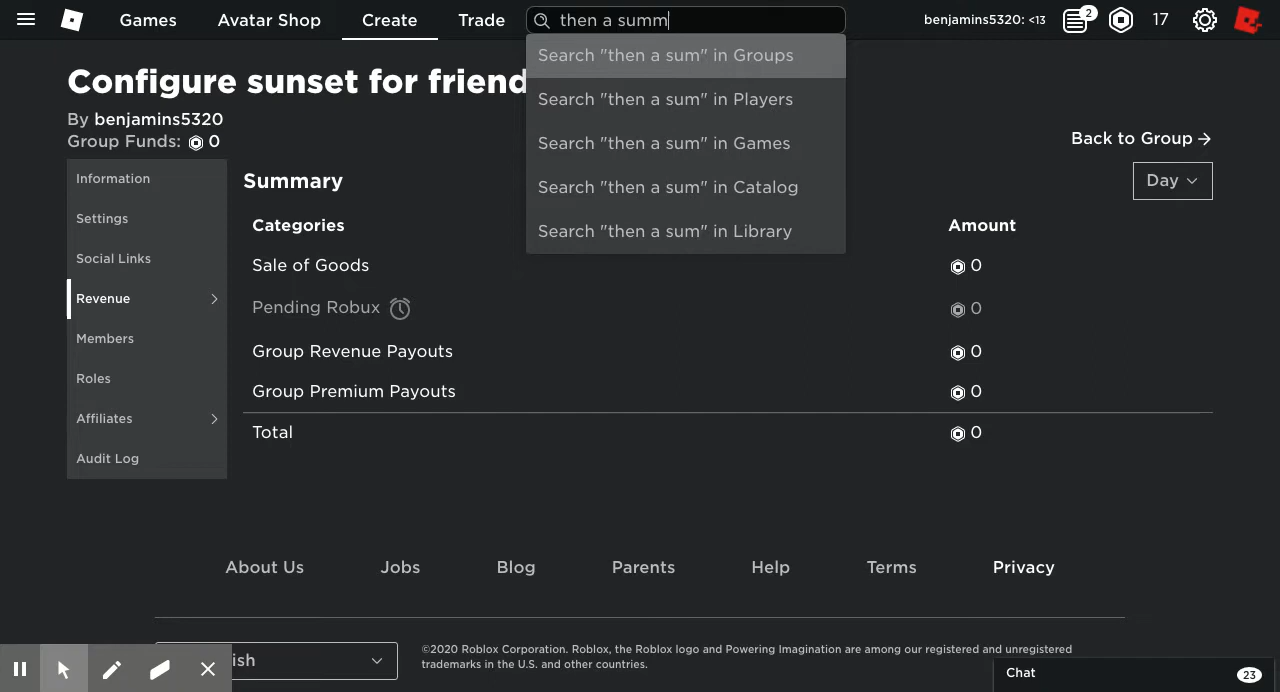 Games Avatar Shop Create Trade then a summ benjamins5320: <13 2 17
Search "then a sum" in Groups
Search "then a sum" in Players
Search "then a sum" in Games
Search "then a sum" in Catalog
Search "then a sum" in Library
Configure sunset for friend
By benjamins5320
Group Funds: 0
Back to Group →
Information
Settings
Social Links
Revenue
Members
Roles
Affiliates
Audit Log
Summary
Day
Categories Amount
Sale of Goods 0
Pending Robux 0
Group Revenue Payouts 0
Group Premium Payouts 0
Total 0
About Us Jobs Blog Parents Help Terms Privacy
ish
©2020 Roblox Corporation. Roblox, the Roblox logo and Powering Imagination are among our registered and unregistered
trademarks in the U.S. and other countries.
Chat 23